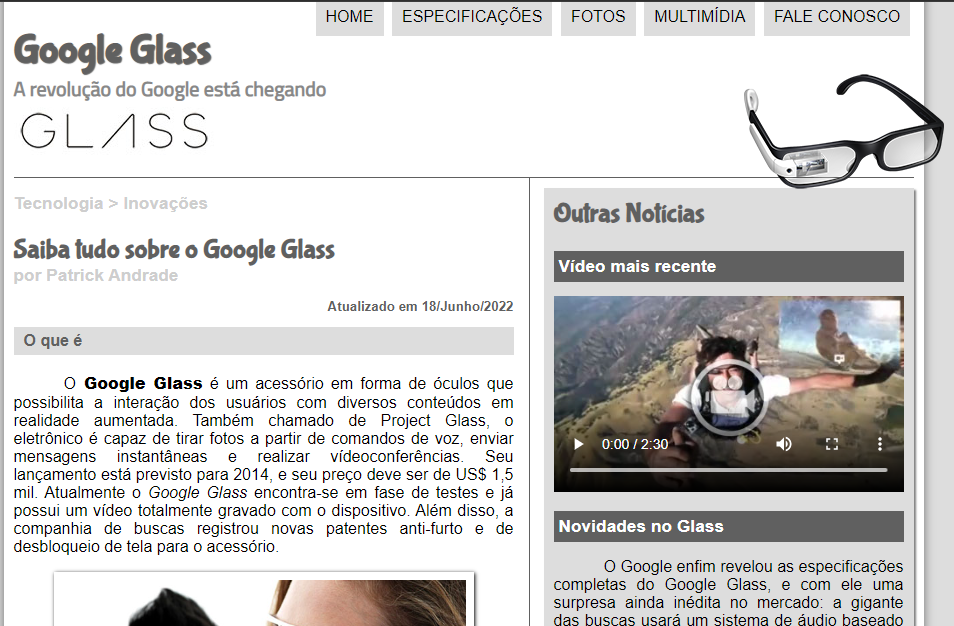 HOME ESPECIFICAÇÕES FOTOS MULTIMÍDIA FALE CONOSCO
Google Glass
A revolução do Google está chegando
GLASS
Tecnologia > Inovações
Saiba tudo sobre o Google Glass
por Patrick Andrade
Atualizado em 18/Junho/2022
O que é
O Google Glass é um acessório em forma de óculos que
possibilita a interação dos usuários com diversos conteúdos em
realidade aumentada. Também chamado de Project Glass, o
eletrônico é capaz de tirar fotos a partir de comandos de voz, enviar
mensagens instantâneas e realizar vídeoconferências. Seu
lançamento está previsto para 2014, e seu preço deve ser de US$ 1,5
mil. Atualmente o Google Glass encontra-se em fase de testes e já
possui um vídeo totalmente gravado com o dispositivo. Além disso, a
companhia de buscas registrou novas patentes anti-furto e de
desbloqueio de tela para o acessório.
Outras Notícias
Vídeo mais recente
0:00 / 2:30
Novidades no Glass
O Google enfim revelou as especificações
completas do Google Glass, e com ele uma
surpresa ainda inédita no mercado: a gigante
das buscas usará um sistema de áudio baseado